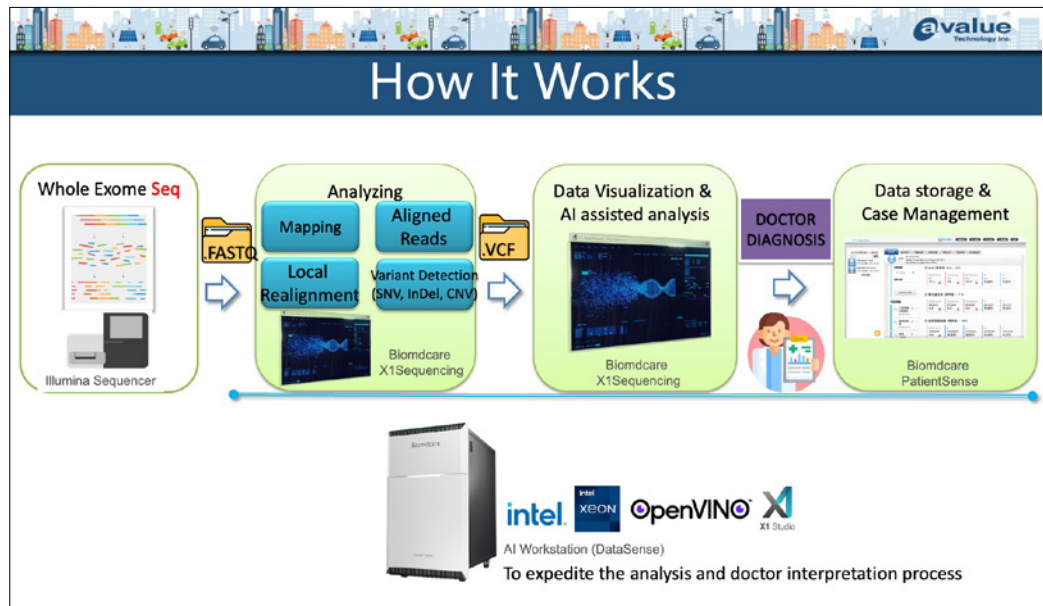 avalue
Technology Inc.
How It Works
Whole Exome Seq
Illumina Sequencer
.FASTQ
Analyzing
Mapping
Aligned
Reads
Local
Realignment
Variant Detection
(SNV, InDel, CNV)
Biomdcare
X1Sequencing
.VCF
Data Visualization &
AI assisted analysis
Biomdcare
X1Sequencing
DOCTOR
DIAGNOSIS
Data storage &
Case Management
Biomdcare
PatientSense
Biomdcare
intel.
intel
XEON
OpenVINO
X1
X1 Studio
AI Workstation (DataSense)
To expedite the analysis and doctor interpretation process